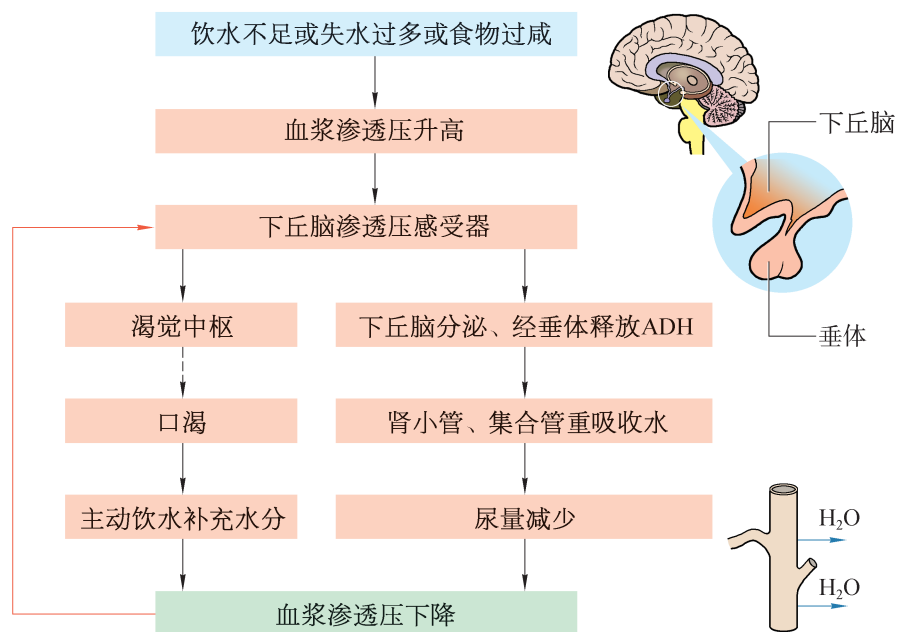 饮水不足或失水过多或食物过咸
血浆渗透压升高
下丘脑渗透压感受器
渴觉中枢
下丘脑分泌、经垂体释放ADH
口渴
肾小管、集合管重吸收水
主动饮水补充水分
尿量减少
血浆渗透压下降
下丘脑
垂体
H₂O
H₂O